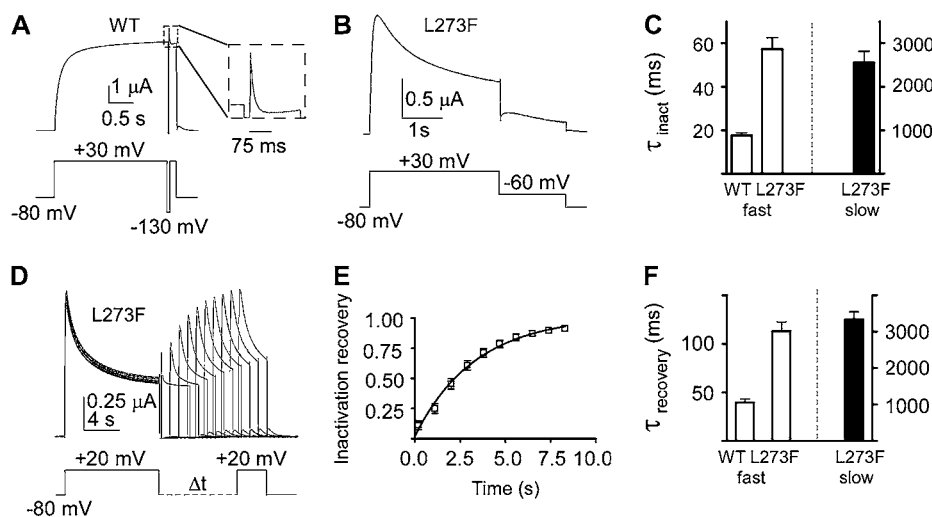 A
WT
1 µA
0.5 s
75 ms
+30 mV
-80 mV
-130 mV
B
L273F
0.5 µA
1s
+30 mV
-60 mV
-80 mV
C
τ inact (ms)
60
40
20
3000
2000
1000
WT L273F
fast
L273F
slow
D
L273F
0.25 µA
4 s
+20 mV
+20 mV
Δt
-80 mV
E
Inactivation recovery
1.00
0.75
0.50
0.25
0.0 2.5 5.0 7.5 10.0
Time (s)
F
τ recovery (ms)
100
50
3000
2000
1000
WT L273F
fast
L273F
slow